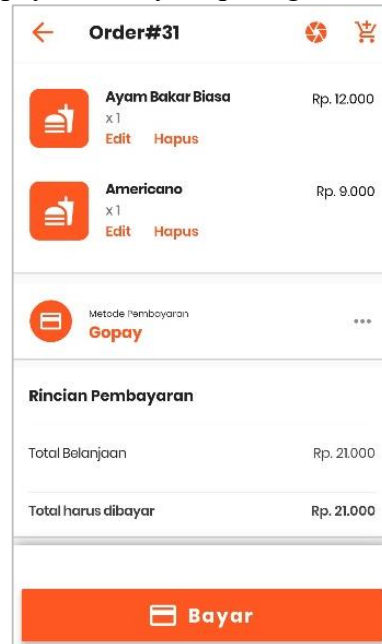 Order#31
Ayam Bakar Biasa
Rp. 12.000
x 1
Edit Hapus
Americano
Rp. 9.000
x 1
Edit Hapus
Metode Pembayaran
Gopay
Rincian Pembayaran
Total Belanjaan
Rp. 21.000
Total harus dibayar
Rp. 21.000
Bayar